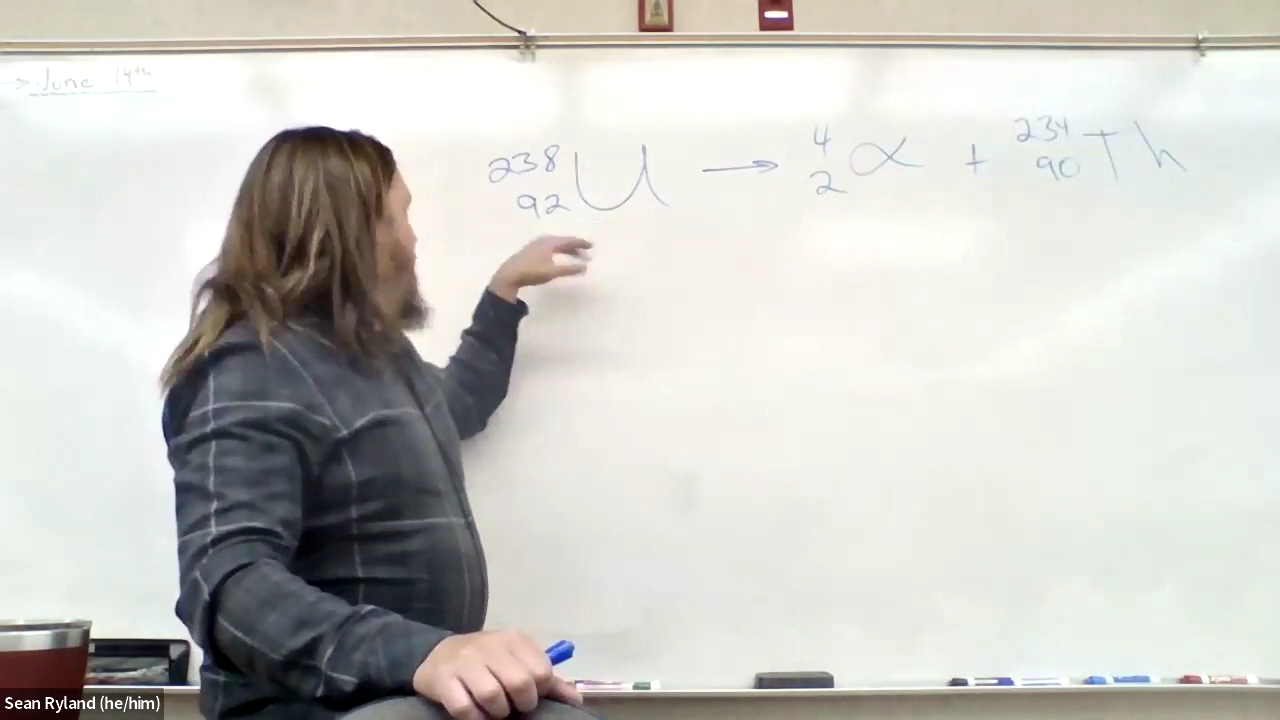 → June 14th
238 92 U → 4 2 α + 234 90 Th
Sean Ryland (he/him)